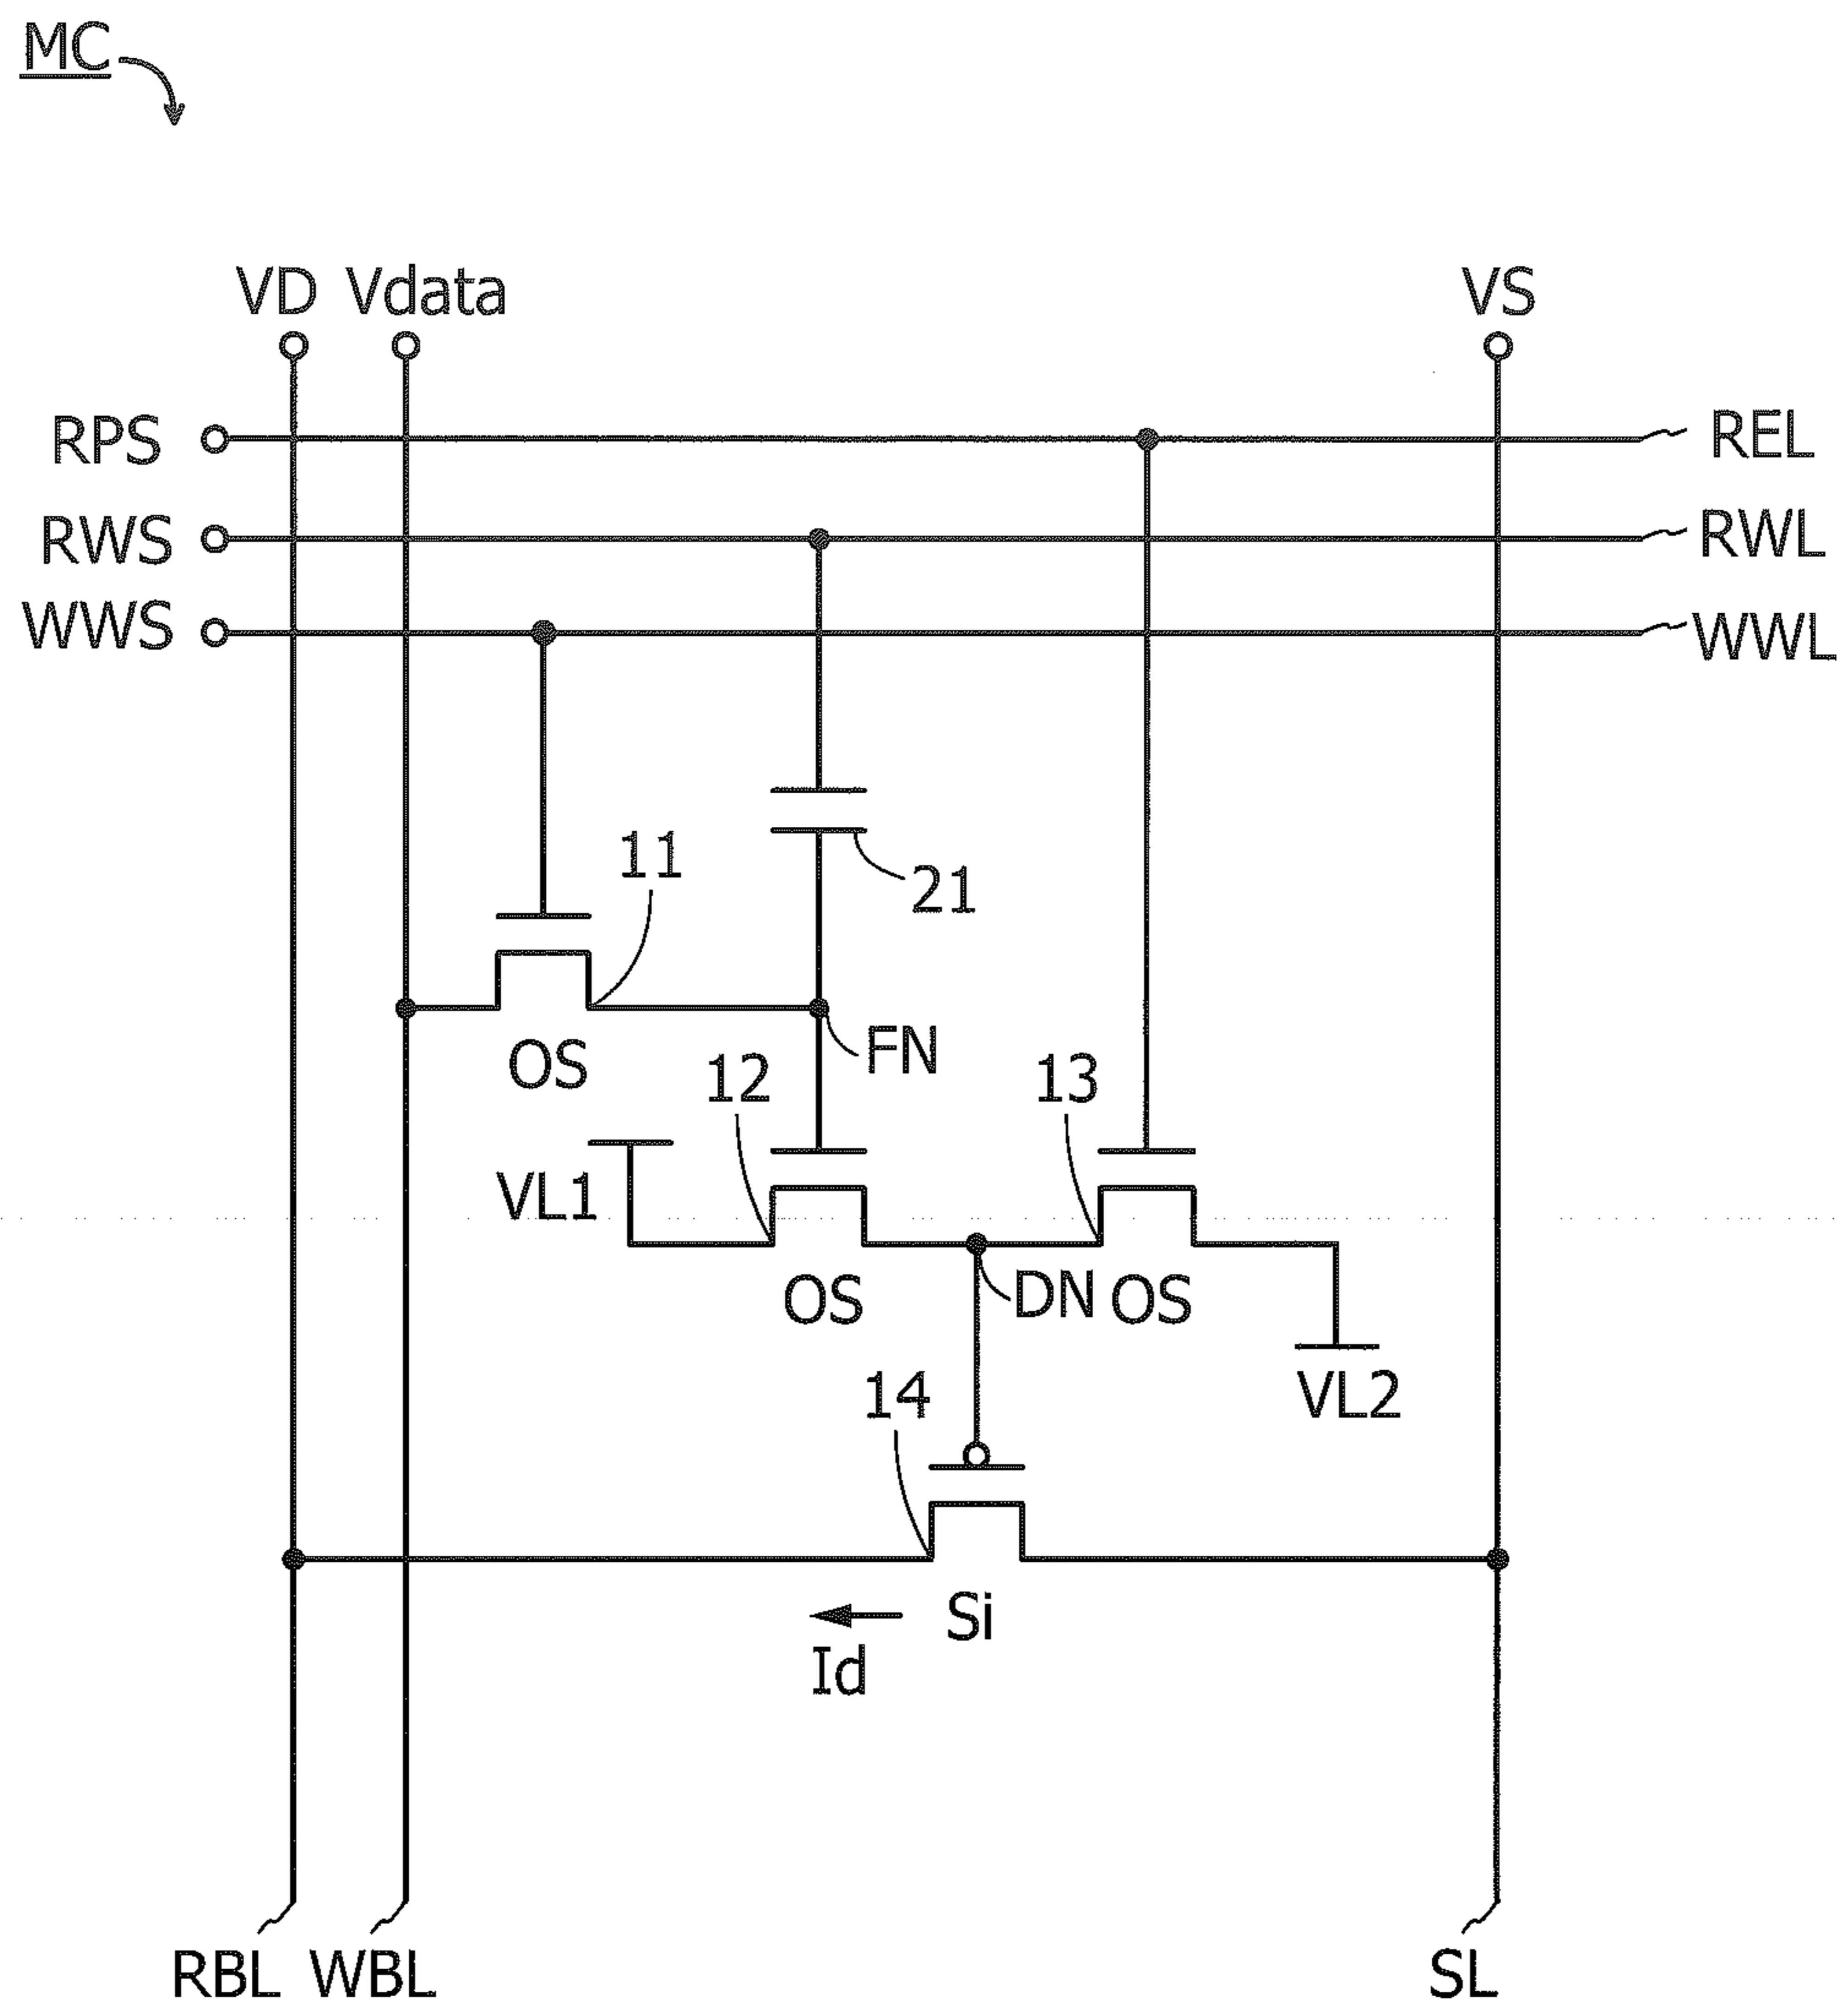 MC
VD Vdata VS
RPS REL
RWS RWL
WWS WWL
11
21
OS FN
12 13
VL1
OS DN OS
14 VL2
Si
Id
RBL WBL SL